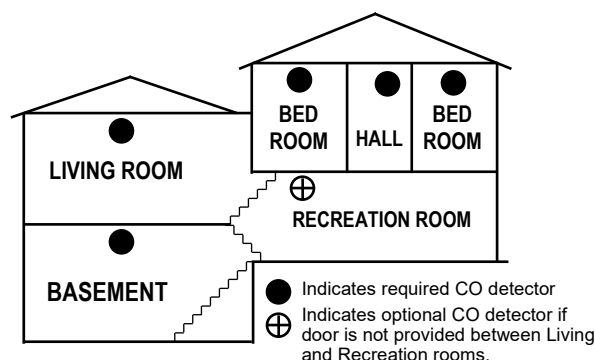 BED
ROOM
HALL
BED
ROOM
LIVING ROOM
RECREATION ROOM
BASEMENT
Indicates required CO detector
Indicates optional CO detector if
door is not provided between Living
and Recreation rooms.